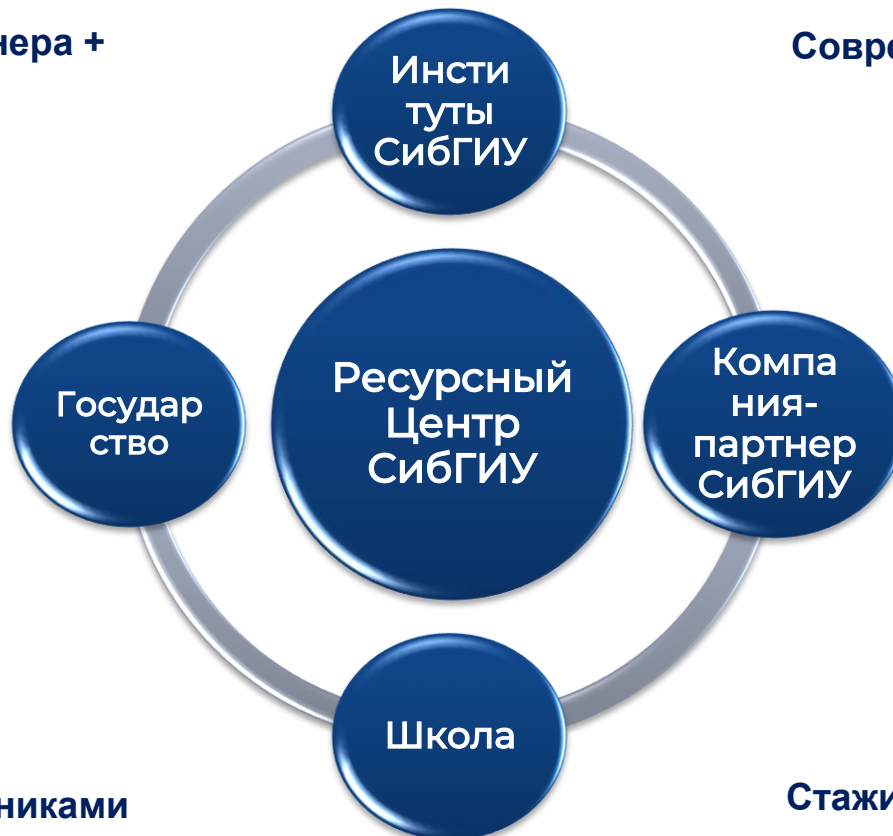 нера +
Совре
Инсти
туты
СибГИУ
Государ
ство
Ресурсный
Центр
СибГИУ
Компа
ния-
партнер
СибГИУ
Школа
никами
Стажи